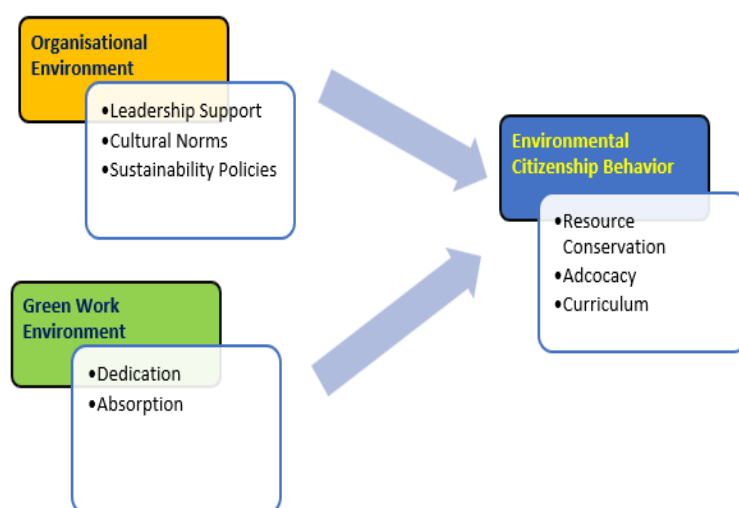 Organisational
Environment
•Leadership Support
•Cultural Norms
•Sustainability Policies
Green Work
Environment
•Dedication
•Absorption
Environmental
Citizenship Behavior
•Resource
Conservation
•Adcocacy
•Curriculum